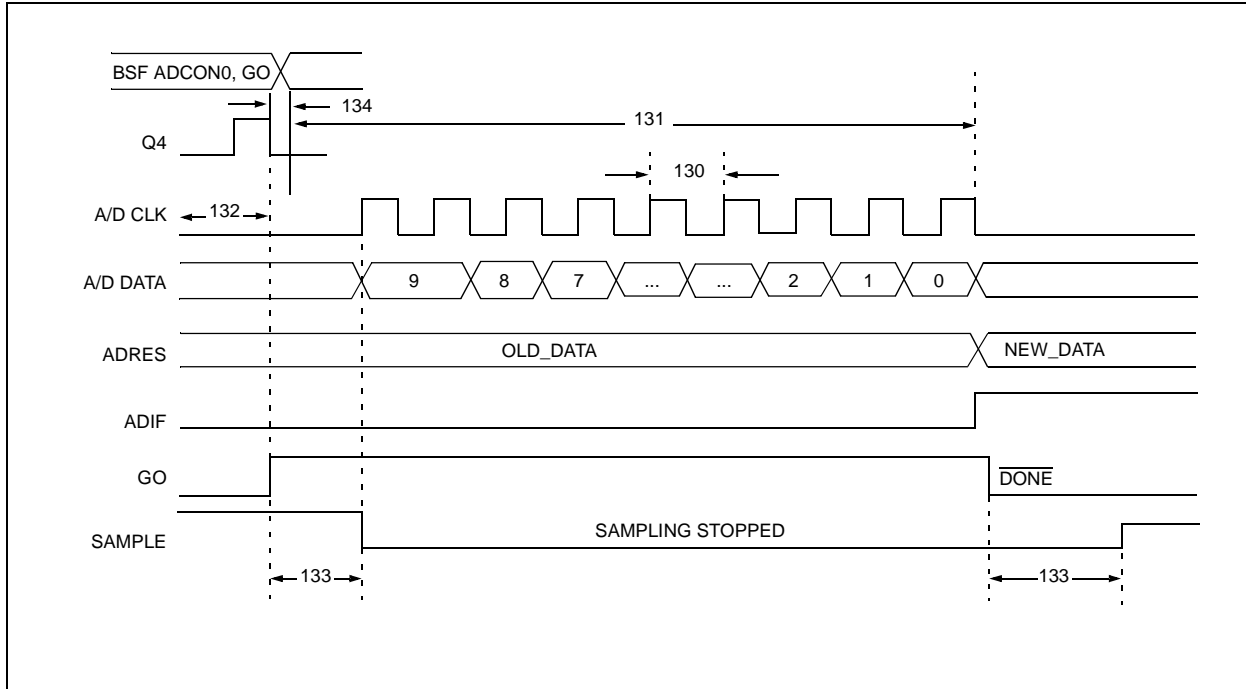 BSF ADCON0, GO
134
131
Q4
130
132
A/D CLK
A/D DATA
9 8 7 ... ... 2 1 0
ADRES
OLD_DATA
NEW_DATA
ADIF
GO
DONE
SAMPLE
SAMPLING STOPPED
133
133